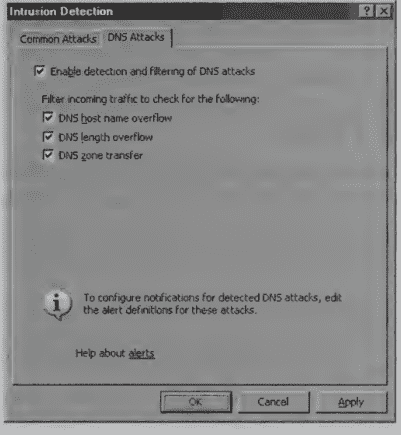 Intrusion Detection
Common Attacks DNS Attacks
Enable detection and filtering of DNS attacks
Filter incoming traffic to check for the following:
DNS host name overflow
DNS length overflow
DNS zone transfer
To configure notifications for detected DNS attacks, edit
the alert definitions for these attacks.
Help about alerts
OK Cancel Apply